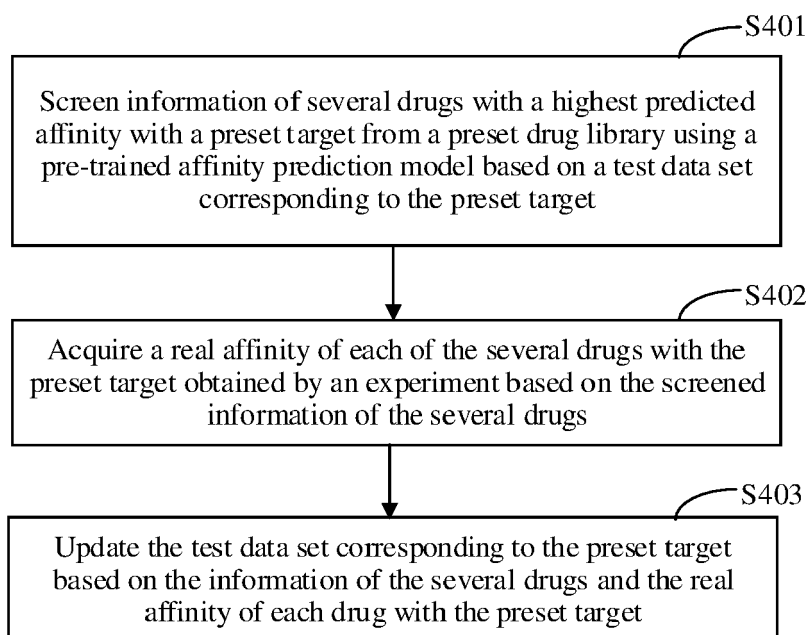 S401
Screen information of several drugs with a highest predicted
affinity with a preset target from a preset drug library using a
pre-trained affinity prediction model based on a test data set
corresponding to the preset target
S402
Acquire a real affinity of each of the several drugs with the
preset target obtained by an experiment based on the screened
information of the several drugs
S403
Update the test data set corresponding to the preset target
based on the information of the several drugs and the real
affinity of each drug with the preset target